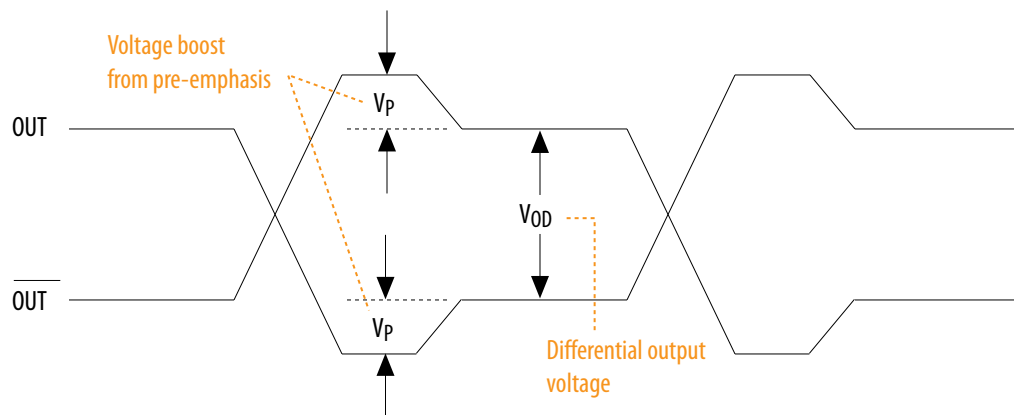 Voltage boost
from pre-emphasis
VP
OUT
VOD
OUT
VP
Differential output
voltage